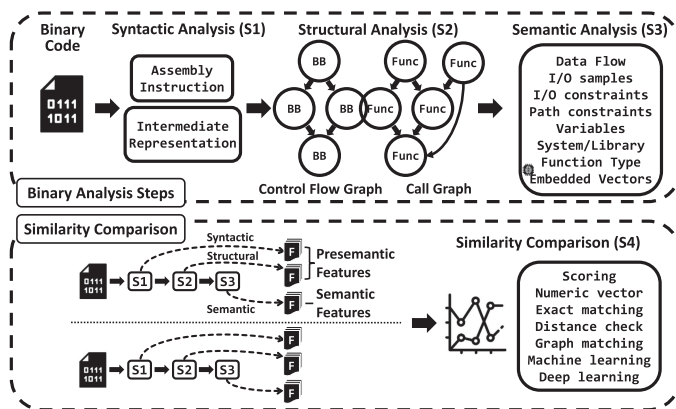 Binary
Code
0111
1011
Syntactic Analysis (S1)
Assembly
Instruction
Intermediate
Representation
Structural Analysis (S2)
BB
BB
BB
BB
Control Flow Graph
Func
Func
Func
Func
Func
Call Graph
Semantic Analysis (S3)
Data Flow
I/O samples
I/O constraints
Path constraints
Variables
System/Library
Function Type
Embedded Vectors
Binary Analysis Steps
Similarity Comparison
0111
1011
S1
S2
S3
Syntactic
Structural
Semantic
F
F
F
Presemantic
Features
Semantic
Features
0111
1011
S1
S2
S3
F
F
F
Similarity Comparison (S4)
Scoring
Numeric vector
Exact matching
Distance check
Graph matching
Machine learning
Deep learning